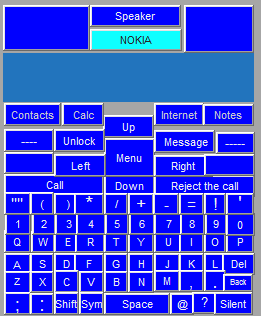 Speaker
NOKIA
Contacts Calc Internet Notes
Up
---- Unlock Message -----
Menu
Left Right
Call Down Reject the call
"" ( ) * / + - = ! '
1 2 3 4 5 6 7 8 9 0
Q W E R T Y U I O P
A S D F G H J K L Del
Z X C V B N M , . Back
; : Shift Sym Space @ ? Silent